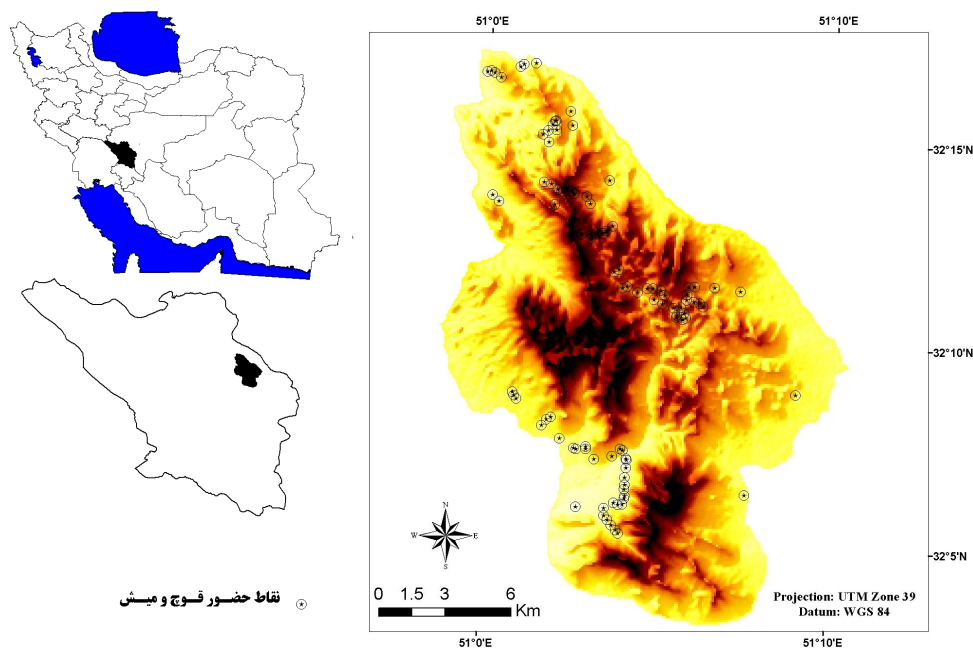 51°0'E
51°10'E
32°15'N
32°10'N
32°5'N
N
W
E
S
0 1.5 3 6
Km
Projection: UTM Zone 39
Datum: WGS 84
51°0'E
51°10'E
نقاط حضور قوچ و میش